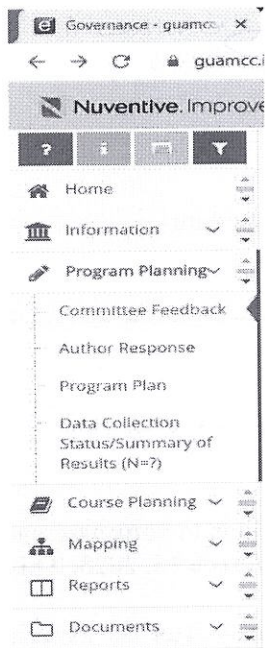 Governance - guamcc
guamcc.i
Nuventive. Improve
?
i
Home
Information
Program Planning
Committee Feedback
Author Response
Program Plan
Data Collection
Status/Summary of
Results (N=?)
Course Planning
Mapping
Reports
Documents